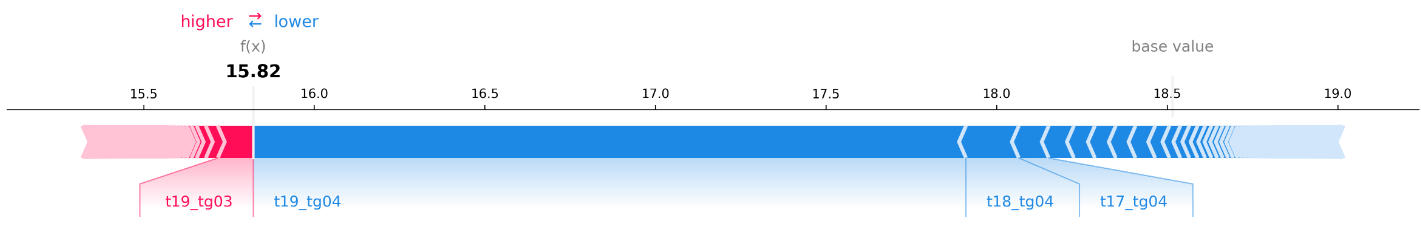 higher ⇄ lower
f(x) base value
15.82
15.5 16.0 16.5 17.0 17.5 18.0 18.5 19.0
t19_tg03 t19_tg04 t18_tg04 t17_tg04